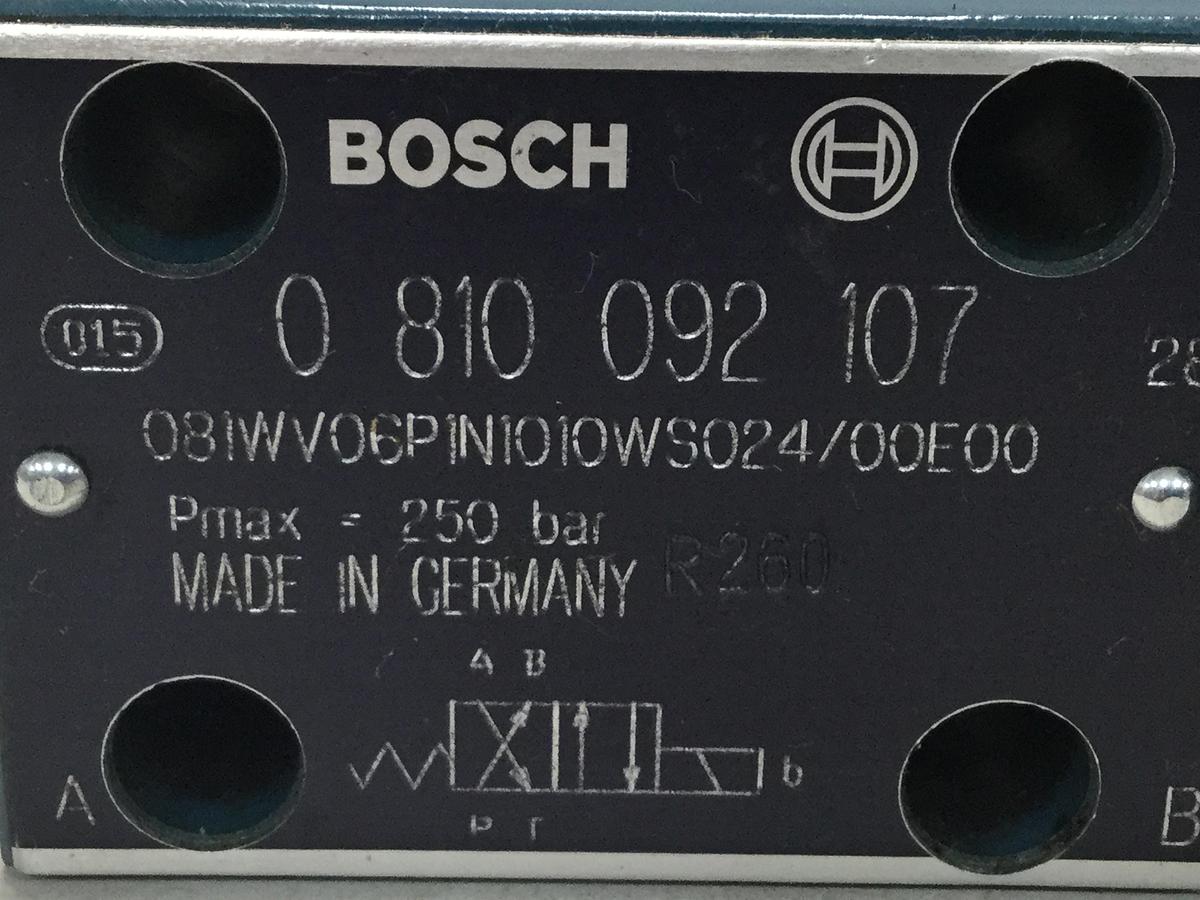 BOSCH
015
0 810 092 107
28
081WV06P1N1010WS024/00E00
Pmax = 250 bar
MADE IN GERMANY R260
A B
b
A
P T
B